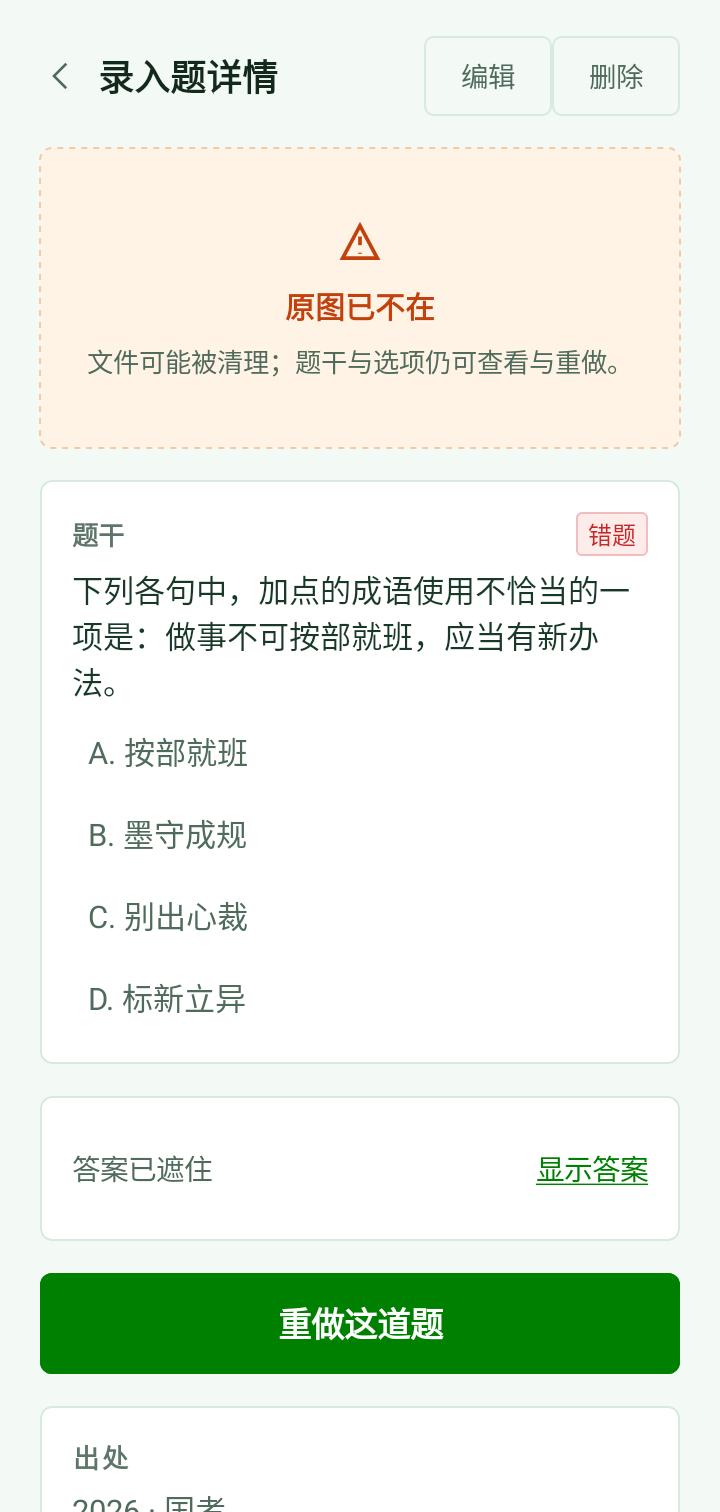 录入题详情
编辑
删除
原图已不在
文件可能被清理；题干与选项仍可查看与重做。
题干
错题
下列各句中，加点的成语使用不恰当的一
项是：做事不可按部就班，应当有新办
法。
A. 按部就班
B. 墨守成规
C. 别出心裁
D. 标新立异
答案已遮住
显示答案
重做这道题
出处
2026 · 国考